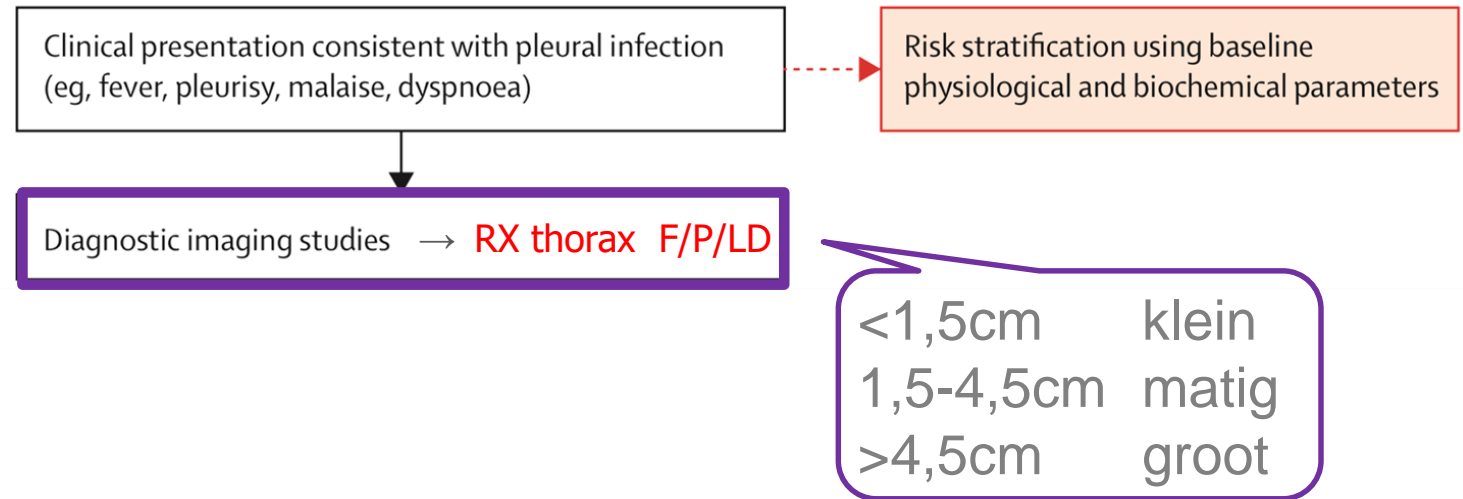 Clinical presentation consistent with pleural infection
(eg, fever, pleurisy, malaise, dyspnoea)
Risk stratification using baseline
physiological and biochemical parameters
Diagnostic imaging studies → RX thorax F/P/LD
<1,5cm klein
1,5-4,5cm matig
>4,5cm groot